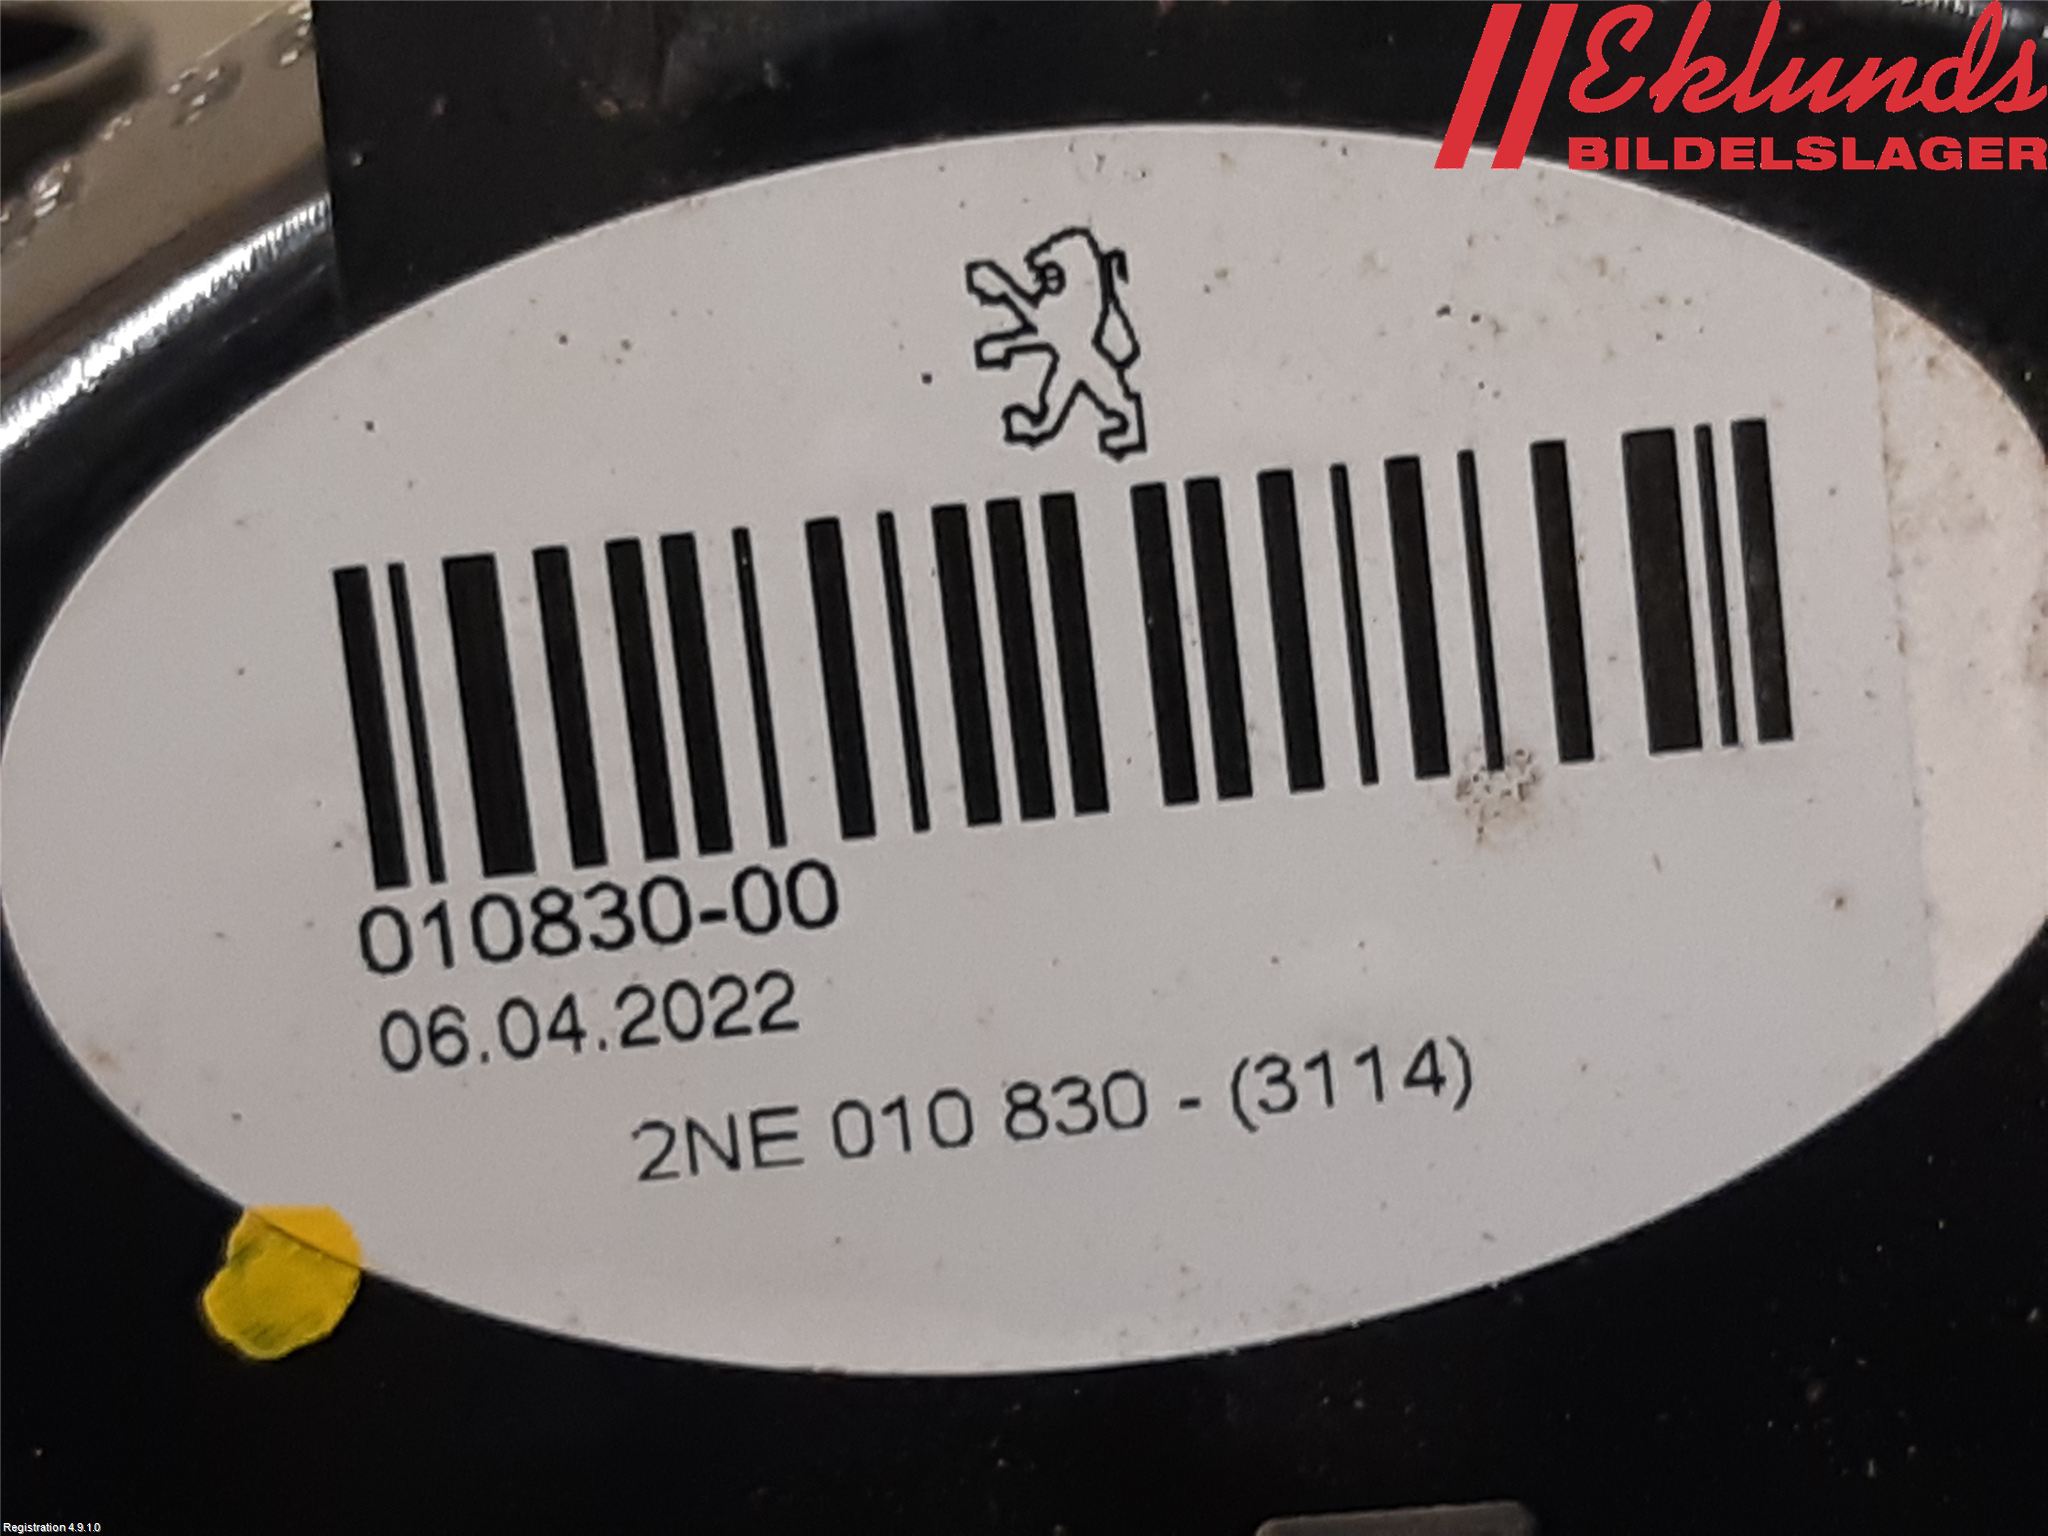 Eklunds
BILDELSLAGER
010830-00
06.04.2022
2NE 010 830 - (3114)
Registration 4.9.1.0